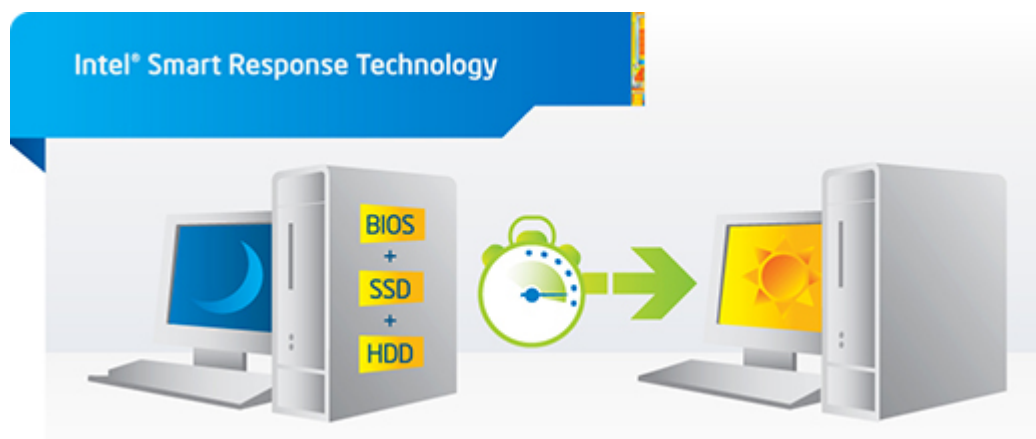 Intel® Smart Response Technology
BIOS
+
SSD
+
HDD